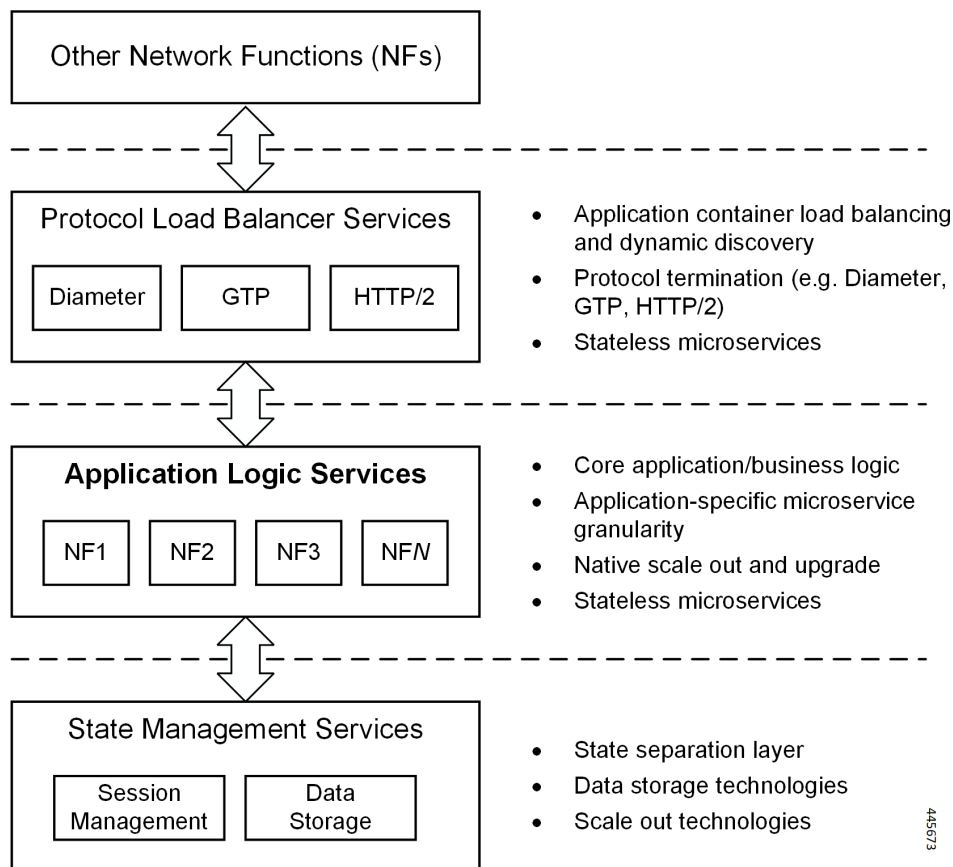 Other Network Functions (NFs)
Protocol Load Balancer Services
Diameter
GTP
HTTP/2
• Application container load balancing
and dynamic discovery
• Protocol termination (e.g. Diameter,
GTP, HTTP/2)
• Stateless microservices
Application Logic Services
NF1
NF2
NF3
NFN
• Core application/business logic
• Application-specific microservice
granularity
• Native scale out and upgrade
• Stateless microservices
State Management Services
Session
Management
Data
Storage
• State separation layer
• Data storage technologies
• Scale out technologies
445673